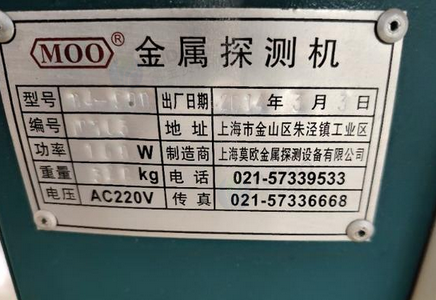 MOO® 金属探测机
型号 出厂日期 年3月3日
编号 地址 上海市金山区朱泾镇工业区
功率 W 制造商 上海莫欧金属探测设备有限公司
重量 kg 电话 021-57339533
电压 AC220V 传真 021-57336668